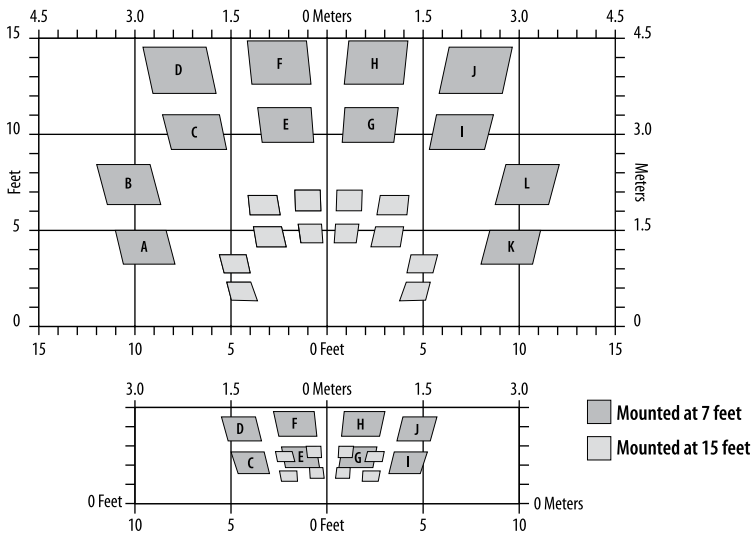 4.5 3.0 1.5 0 Meters 1.5 3.0 4.5
15 D F H J 4.5
10 C E G I 3.0
Feet
Meters
B L
5 1.5
A K
0 0
15 10 5 0 Feet 5 10 15
3.0 1.5 0 Meters 1.5 3.0
Mounted at 7 feet
D F H J
Mounted at 15 feet
C E G I
0 Feet 0 Meters
10 5 0 Feet 5 10